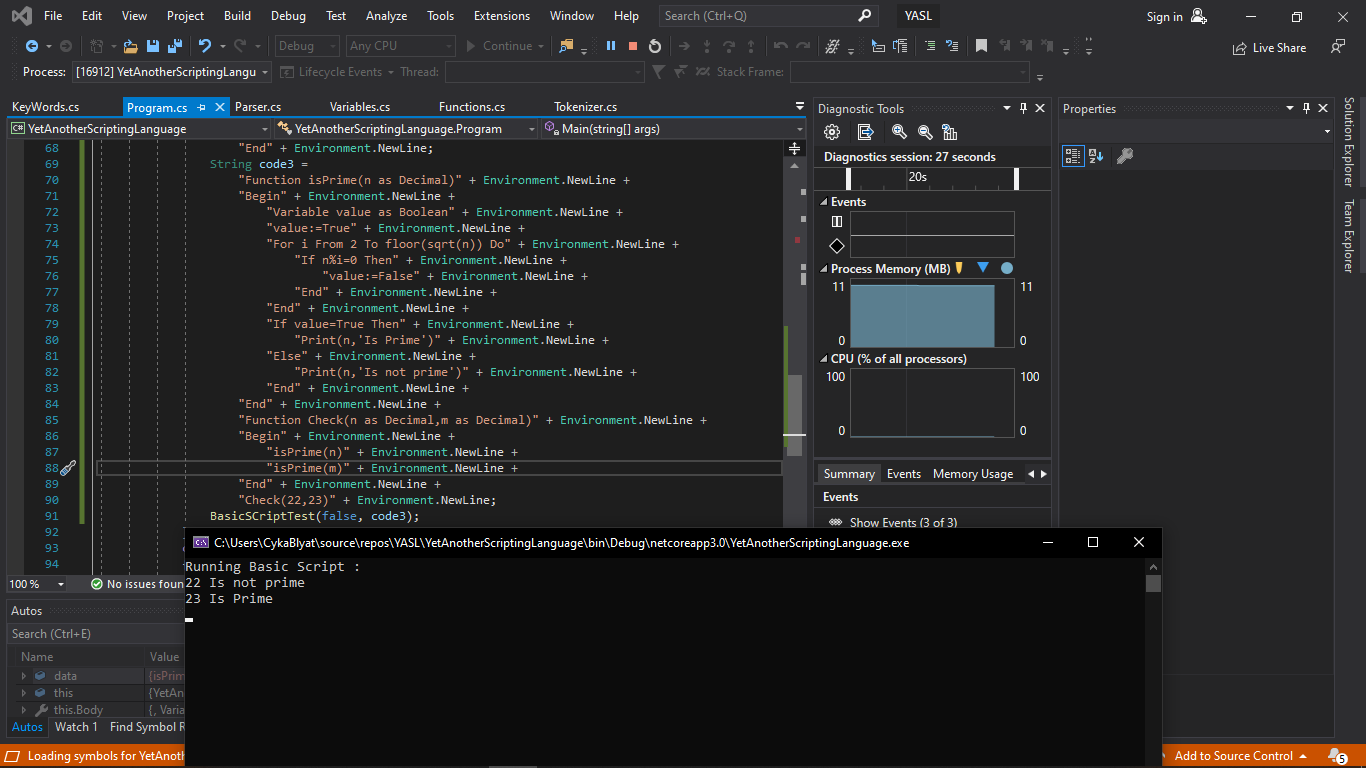 File Edit View Project Build Debug Test Analyze Tools Extensions Window Help Search (Ctrl+Q) YASL Sign in
Debug Any CPU Continue Live Share
Process: [16912] YetAnotherScriptingLangu Lifecycle Events Thread: Stack Frame:
KeyWords.cs Program.cs Parser.cs Variables.cs Functions.cs Tokenizer.cs
C# YetAnotherScriptingLanguage YetAnotherScriptingLanguage.Program Main(string[] args)
68 "End" + Environment.NewLine;
69 String code3 =
70 "Function isPrime(n as Decimal)" + Environment.NewLine +
71 "Begin" + Environment.NewLine +
72 "Variable value as Boolean" + Environment.NewLine +
73 "value:=True" + Environment.NewLine +
74 "For i From 2 To floor(sqrt(n)) Do" + Environment.NewLine +
75 "If n%i=0 Then" + Environment.NewLine +
76 "value:=False" + Environment.NewLine +
77 "End" + Environment.NewLine +
78 "End" + Environment.NewLine +
79 "If value=True Then" + Environment.NewLine +
80 "Print(n,'Is Prime')" + Environment.NewLine +
81 "Else" + Environment.NewLine +
82 "Print(n,'Is not prime')" + Environment.NewLine +
83 "End" + Environment.NewLine +
84 "End" + Environment.NewLine +
85 "Function Check(n as Decimal,m as Decimal)" + Environment.NewLine +
86 "Begin" + Environment.NewLine +
87 "isPrime(n)" + Environment.NewLine +
88 "isPrime(m)" + Environment.NewLine +
89 "End" + Environment.NewLine +
90 "Check(22,23)" + Environment.NewLine;
91 BasicSCriptTest(false, code3);
92
93
94
100 % No issues foun
Autos
Search (Ctrl+E)
Name Value
data {isPrim
this {YetAn
this.Body {, Varia
Autos Watch 1 Find Symbol R
Loading symbols for YetAnoth
C:\Users\CykaBlyat\source\repos\YASL\YetAnotherScriptingLanguage\bin\Debug\netcoreapp3.0\YetAnotherScriptingLanguage.exe
Running Basic Script :
22 Is not prime
23 Is Prime
Diagnostic Tools
Diagnostics session: 27 seconds
20s
Events
Process Memory (MB)
11 11
0 0
CPU (% of all processors)
100 100
0 0
Summary Events Memory Usage
Events
Show Events (3 of 3)
Properties
Solution Explorer
Team Explorer
Add to Source Control 5